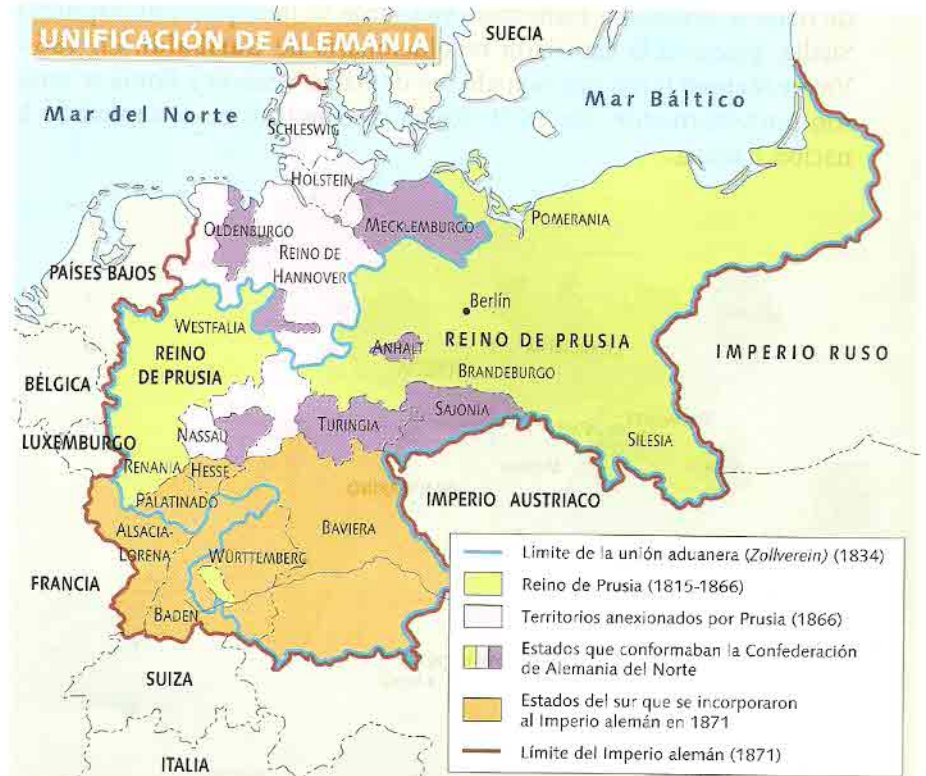 UNIFICACIÓN DE ALEMANIA
SUECIA
Mar del Norte
Mar Báltico
SCHLESWIG
HOLSTEIN
OLDENBURGO
MECKLEMBURGO
POMERANIA
REINO DE
HANNOVER
PAÍSES BAJOS
Berlín
WESTFALIA
REINO
DE PRUSIA
ANHALT
REINO DE PRUSIA
IMPERIO RUSO
BRANDEBURGO
BÉLGICA
SAJONIA
TURINGIA
NASSAU
LUXEMBURGO
SILESIA
RENANIA
HESSE
PALATINADO
IMPERIO AUSTRIACO
ALSACIA-
LORENA
BAVIERA
WÜRTTEMBERG
FRANCIA
BADEN
SUIZA
ITALIA
Límite de la unión aduanera (Zollverein) (1834)
Reino de Prusia (1815-1866)
Territorios anexionados por Prusia (1866)
Estados que conformaban la Confederación
de Alemania del Norte
Estados del sur que se incorporaron
al Imperio alemán en 1871
Límite del Imperio alemán (1871)